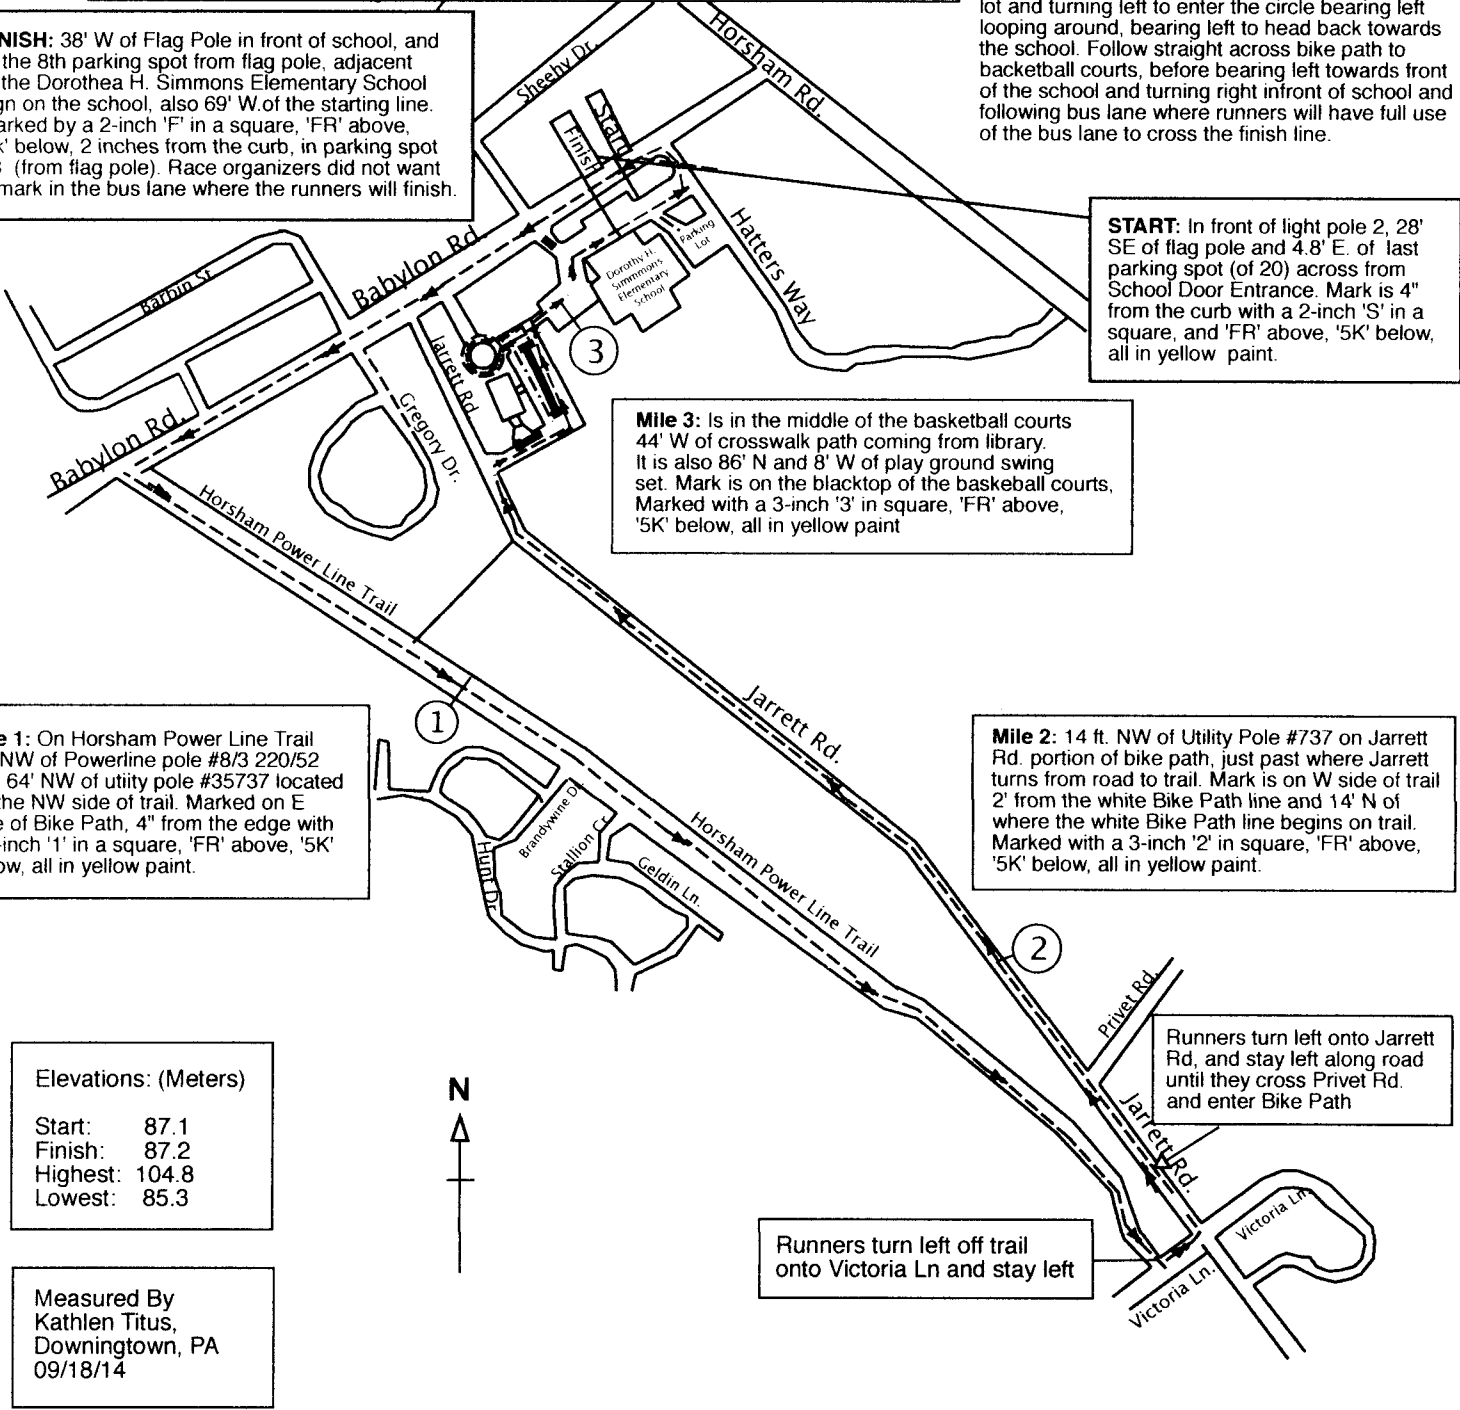 lot and turning left to enter the circle bearing left
looping around, bearing left to head back towards
the school. Follow straight across bike path to
backetball courts, before bearing left towards front
of the school and turning right infront of school and
following bus lane where runners will have full use
of the bus lane to cross the finish line.
NISH: 38' W of Flag Pole in front of school, and
the 8th parking spot from flag pole, adjacent
the Dorothea H. Simmons Elementary School
gn on the school, also 69' W.of the starting line.
arked by a 2-inch 'F' in a square, 'FR' above,
' below, 2 inches from the curb, in parking spot
(from flag pole). Race organizers did not want
mark in the bus lane where the runners will finish.
Sheehy Dr.
Horsham Rd.
Start
Finish
START: In front of light pole 2, 28'
SE of flag pole and 4.8' E. of last
parking spot (of 20) across from
School Door Entrance. Mark is 4"
from the curb with a 2-inch 'S' in a
square, and 'FR' above, '5K' below,
all in yellow paint.
Hatters Way
Parking
Lot
Dorothy H.
Simmmons
Elementary
School
Babylon Rd.
Barbin St.
3
Jarrett Rd.
Gregory Dr.
Babylon Rd.
Mile 3: Is in the middle of the basketball courts
44' W of crosswalk path coming from library.
It is also 86' N and 8' W of play ground swing
set. Mark is on the blacktop of the baskeball courts,
Marked with a 3-inch '3' in square, 'FR' above,
'5K' below, all in yellow paint
Horsham Power Line Trail
1
Jarrett Rd.
e 1: On Horsham Power Line Trail
NW of Powerline pole #8/3 220/52
64' NW of utiity pole #35737 located
the NW side of trail. Marked on E
e of Bike Path, 4" from the edge with
-inch '1' in a square, 'FR' above, '5K'
ow, all in yellow paint.
Mile 2: 14 ft. NW of Utility Pole #737 on Jarrett
Rd. portion of bike path, just past where Jarrett
turns from road to trail. Mark is on W side of trail
2' from the white Bike Path line and 14' N of
where the white Bike Path line begins on trail.
Marked with a 3-inch '2' in square, 'FR' above,
'5K' below, all in yellow paint.
Brandywine Dr.
Stallion Cr.
Hunt Dr.
Geldin Ln.
Horsham Power Line Trail
2
Privet Rd.
Runners turn left onto Jarrett
Rd, and stay left along road
until they cross Privet Rd.
and enter Bike Path
Jarrett Rd.
Elevations: (Meters)
Start: 87.1
Finish: 87.2
Highest: 104.8
Lowest: 85.3
N
Runners turn left off trail
onto Victoria Ln and stay left
Victoria Ln.
Victoria Ln.
Measured By
Kathlen Titus,
Downingtown, PA
09/18/14